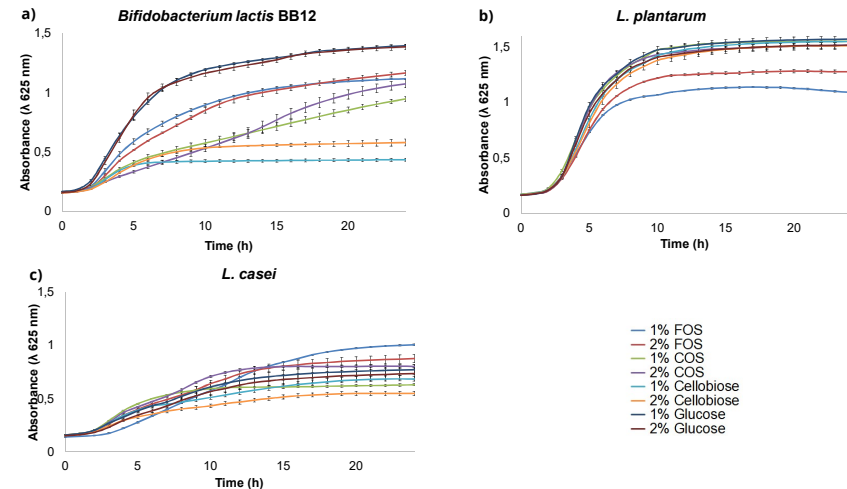 a) Bifidobacterium lactis BB12
1,5
1
0,5
0
Absorbance (λ 625 nm)
0 5 10 15 20
Time (h)
b) L. plantarum
1,5
1
0,5
0
Absorbance (λ 625 nm)
0 5 10 15 20
Time (h)
c) L. casei
1,5
1
0,5
0
Absorbance (λ 625 nm)
0 5 10 15 20
Time (h)
1% FOS
2% FOS
1% COS
2% COS
1% Cellobiose
2% Cellobiose
1% Glucose
2% Glucose